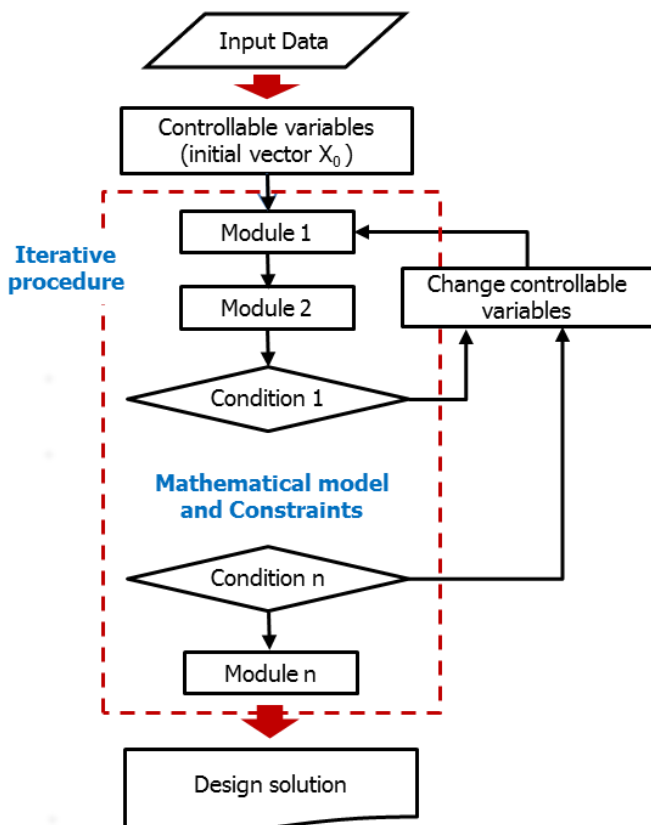 Input Data
Controllable variables
(initial vector X₀ )
Module 1
Iterative
procedure
Change controllable
variables
Module 2
Condition 1
Mathematical model
and Constraints
Condition n
Module n
Design solution